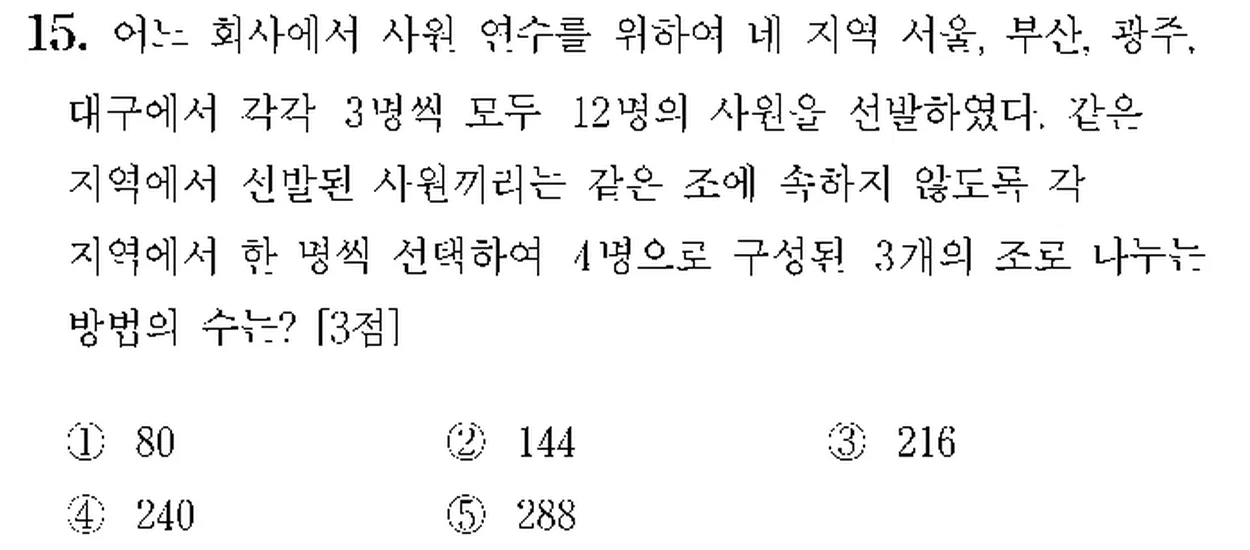 15. 어느 회사에서 사원 연수를 위하여 네 지역 서울, 부산, 광주,
대구에서 각각 3명씩 모두 12명의 사원을 선발하였다. 같은
지역에서 선발된 사원끼리는 같은 조에 속하지 않도록 각
지역에서 한 명씩 선택하여 4명으로 구성된 3개의 조로 나누는
방법의 수는? [3점]
① 80 ② 144 ③ 216
④ 240 ⑤ 288